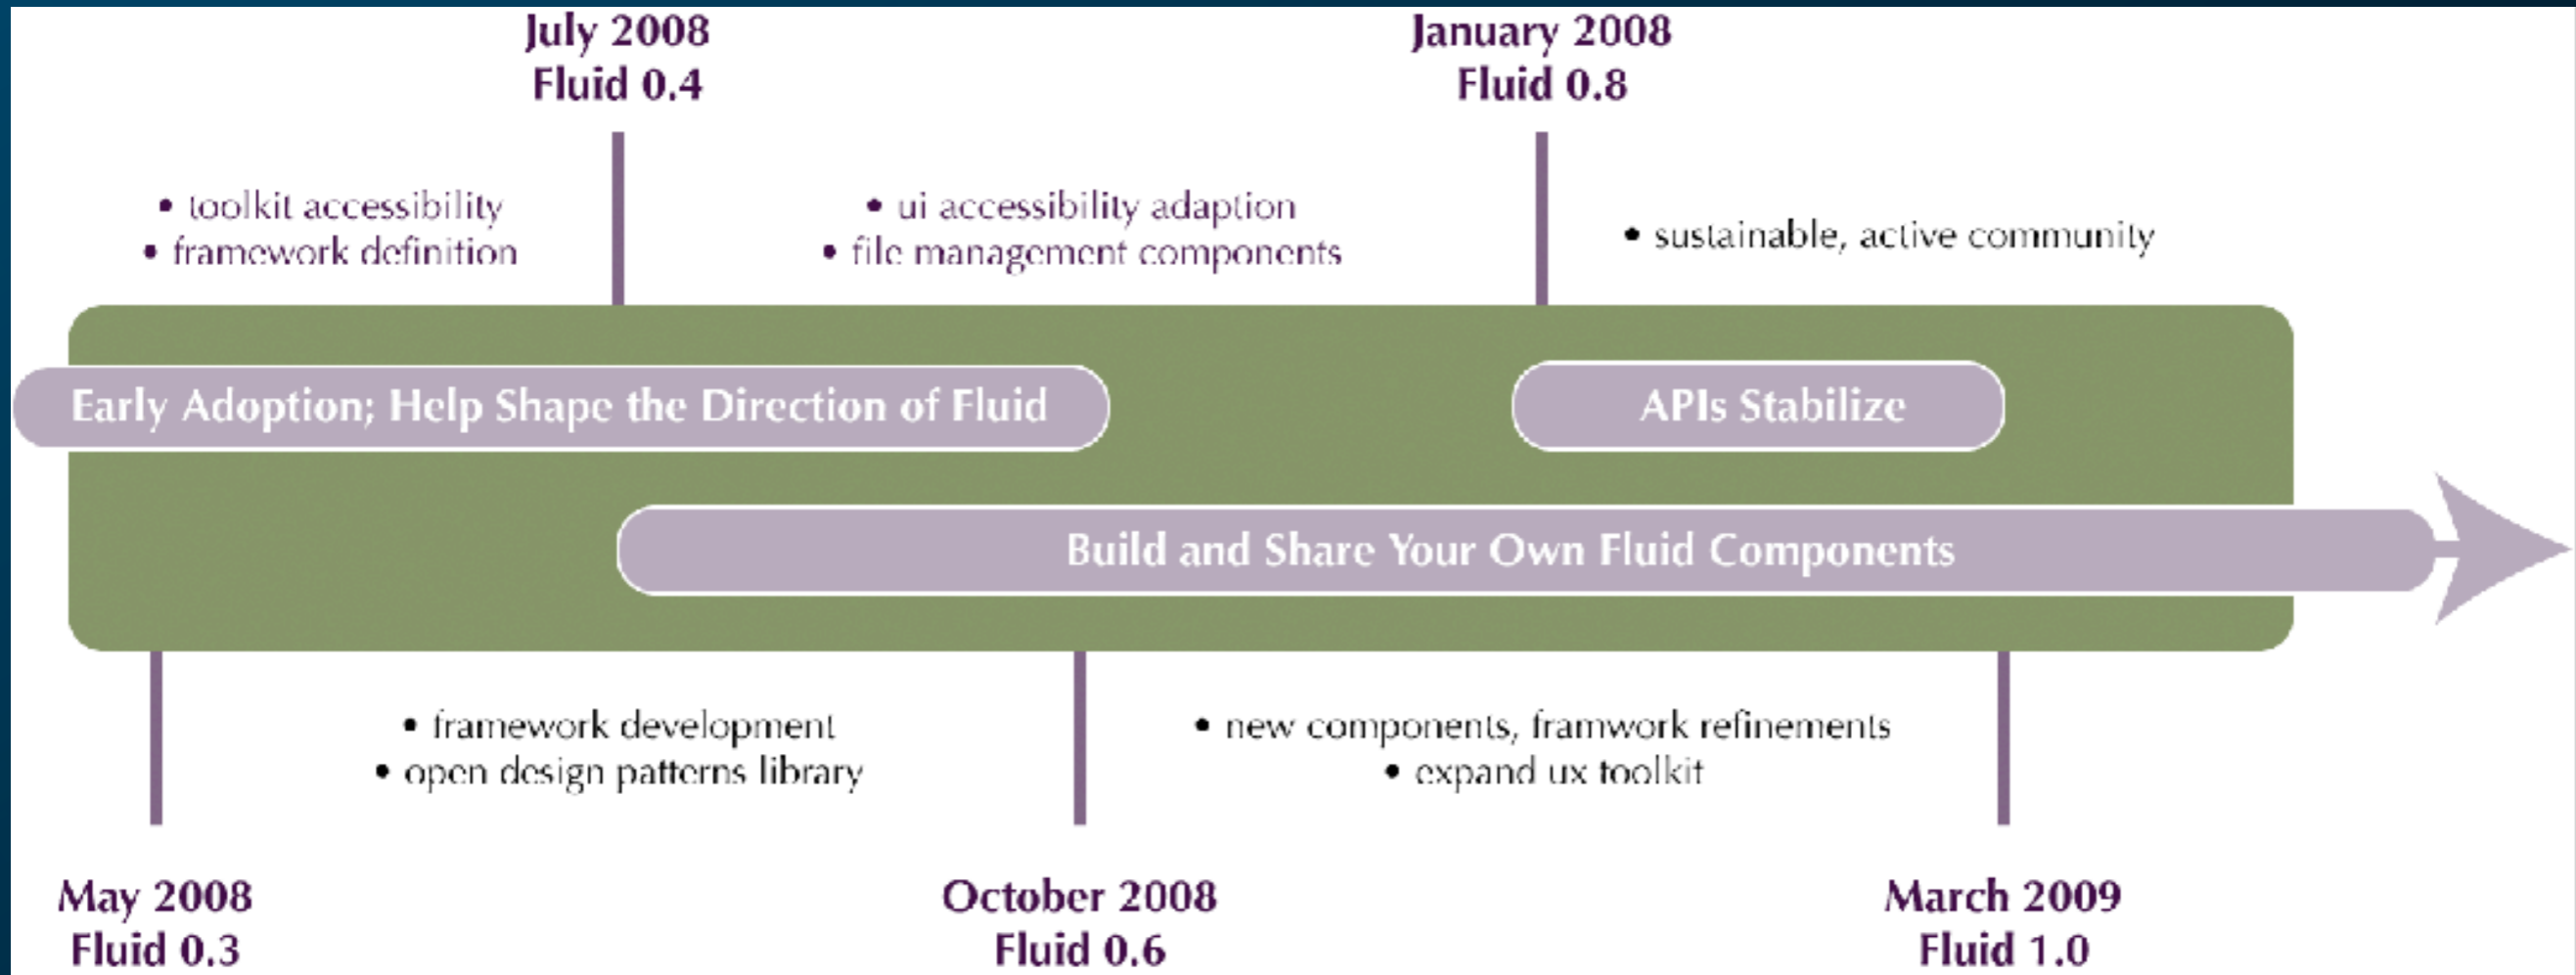 July 2008
Fluid 0.4
January 2008
Fluid 0.8
• toolkit accessibility
• framework definition
• ui accessibility adaption
• file management components
• sustainable, active community
Early Adoption; Help Shape the Direction of Fluid
APIs Stabilize
Build and Share Your Own Fluid Components
• framework development
• open design patterns library
• new components, framwork refinements
• expand ux toolkit
May 2008
Fluid 0.3
October 2008
Fluid 0.6
March 2009
Fluid 1.0